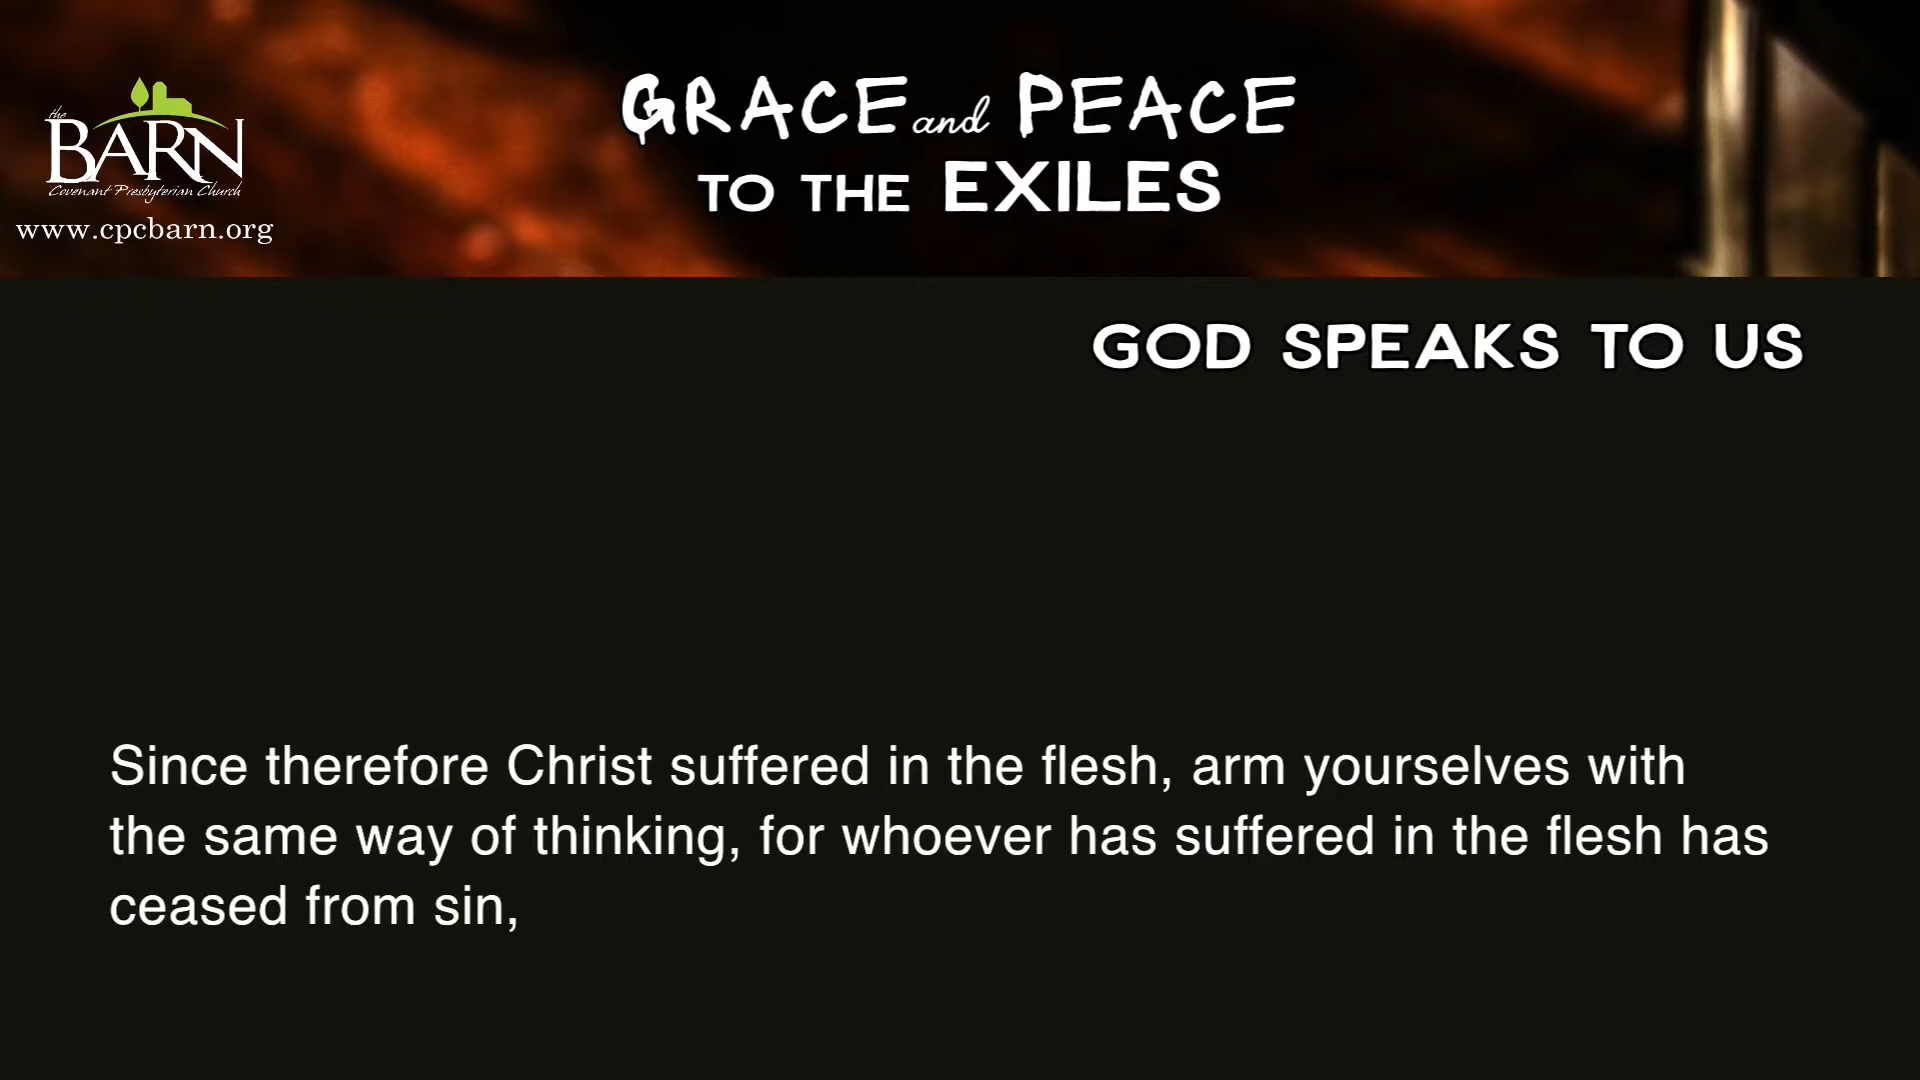 the
BARN
Covenant Presbyterian Church
www.cpcbarn.org
GRACE and PEACE
TO THE EXILES
GOD SPEAKS TO US
Since therefore Christ suffered in the flesh, arm yourselves with
the same way of thinking, for whoever has suffered in the flesh has
ceased from sin,